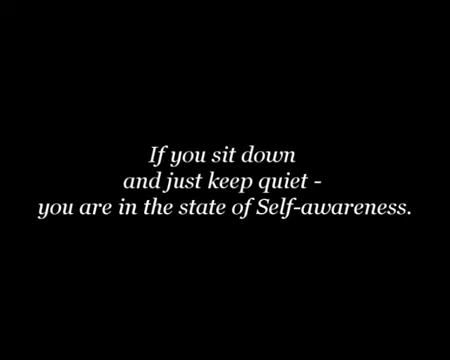 If you sit down
and just keep quiet -
you are in the state of Self-awareness.